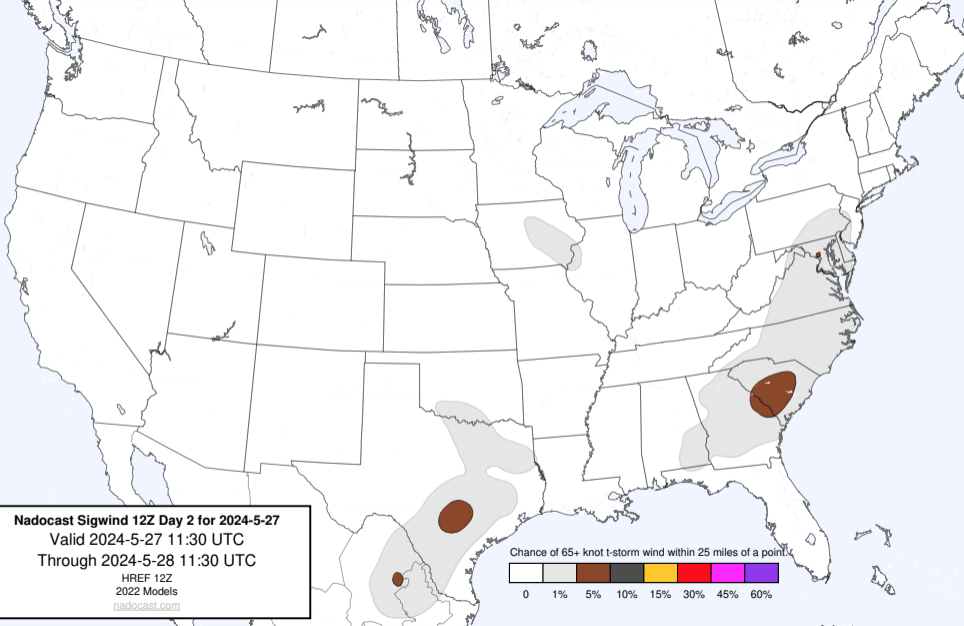 Nadocast Sigwind 12Z Day 2 for 2024-5-27
Valid 2024-5-27 11:30 UTC
Through 2024-5-28 11:30 UTC
HREF 12Z
2022 Models
nadocast.com
Chance of 65+ knot t-storm wind within 25 miles of a point.
0 1% 5% 10% 15% 30% 45% 60%